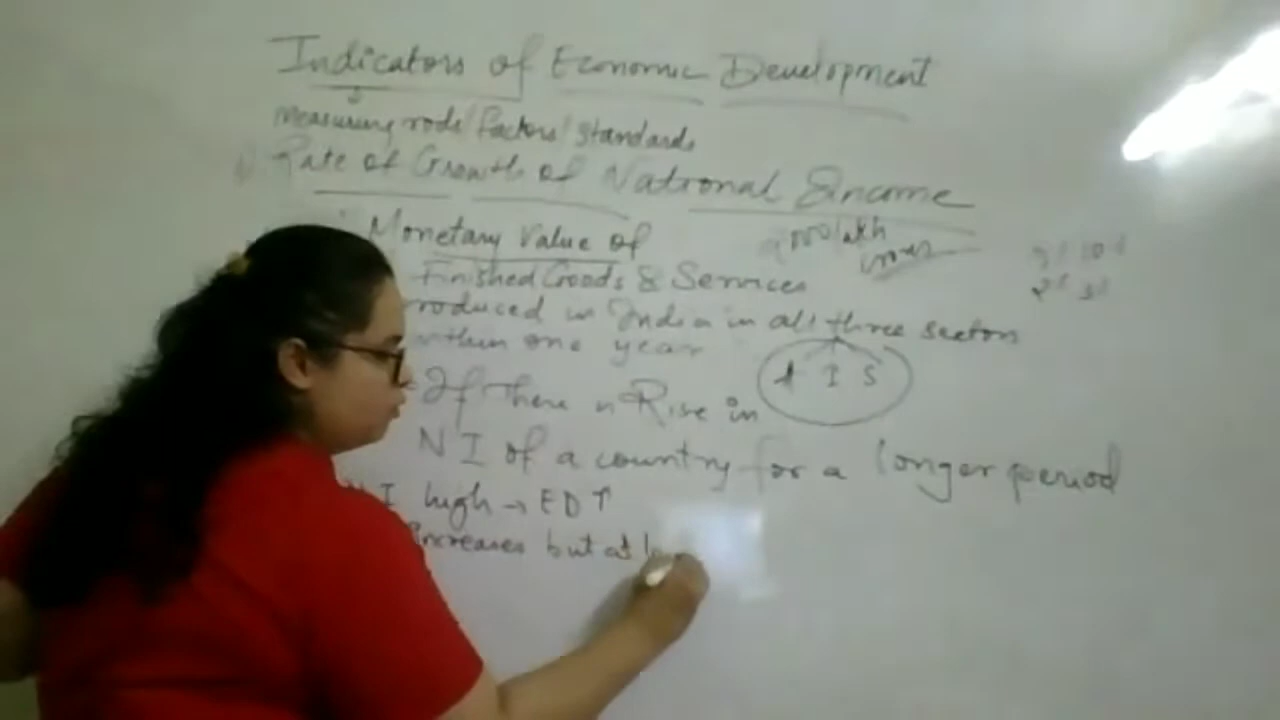 Indicators of Economic Development
Measuring rods/factors/standards
Rate of Growth of National Income
Monetary Value of
Finished Goods & Services
roduced in India in all three sectors
within one year
I S
If There is Rise in
N I of a country for a longer period
I high → ED↑
Increases but at